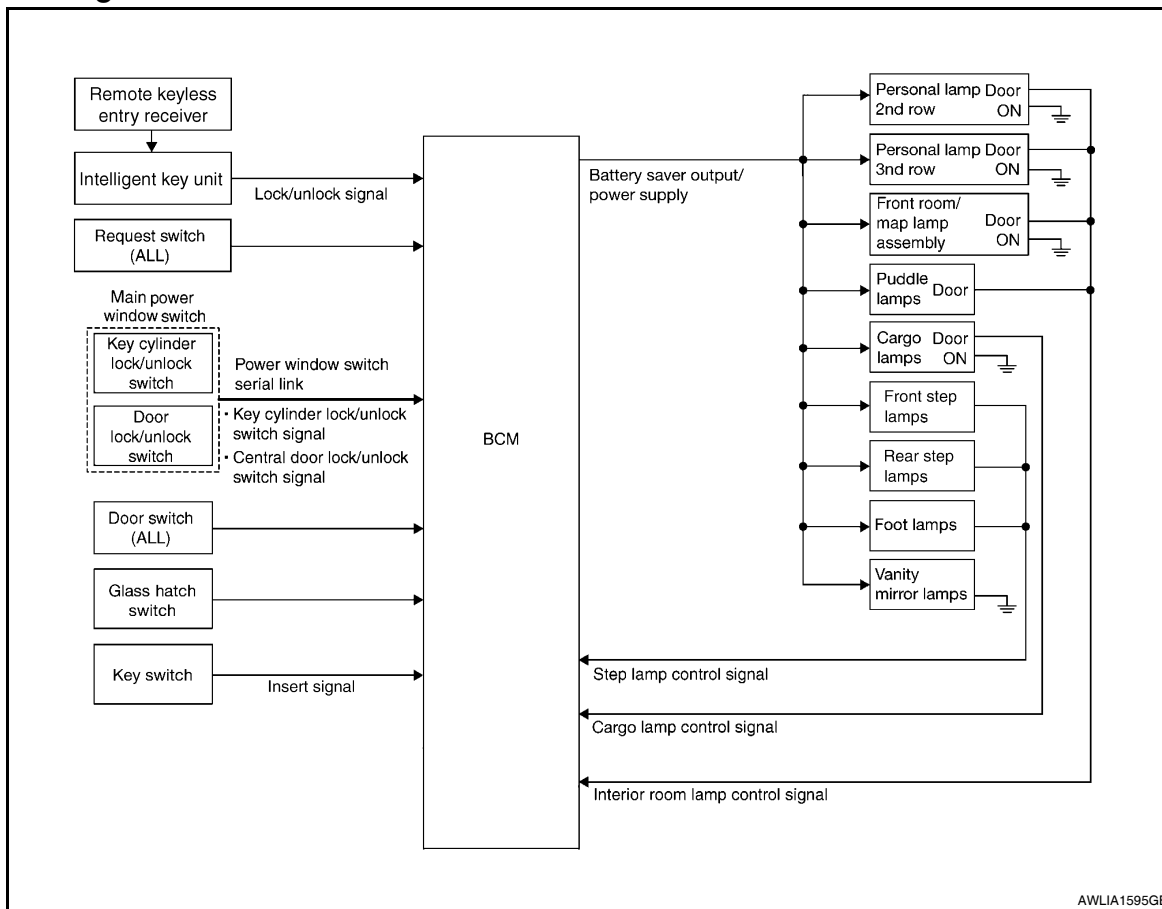 Remote keyless
entry receiver
Intelligent key unit
Lock/unlock signal
Request switch
(ALL)
Main power
window switch
Key cylinder
lock/unlock
switch
Door
lock/unlock
switch
Power window switch
serial link
· Key cylinder lock/unlock
switch signal
· Central door lock/unlock
switch signal
Door switch
(ALL)
Glass hatch
switch
Key switch
Insert signal
BCM
Battery saver output/
power supply
Personal lamp Door
2nd row ON
Personal lamp Door
3nd row ON
Front room/
map lamp Door
assembly ON
Puddle
lamps Door
Cargo Door
lamps ON
Front step
lamps
Rear step
lamps
Foot lamps
Vanity
mirror lamps
Step lamp control signal
Cargo lamp control signal
Interior room lamp control signal
AWLIA1595GE